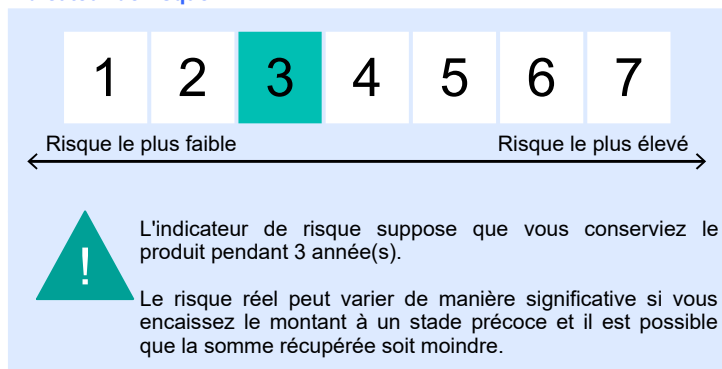 1 2 3 4 5 6 7
Risque le plus faible Risque le plus élevé
!
L'indicateur de risque suppose que vous conserviez le
produit pendant 3 année(s).
Le risque réel peut varier de manière significative si vous
encaissez le montant à un stade précoce et il est possible
que la somme récupérée soit moindre.